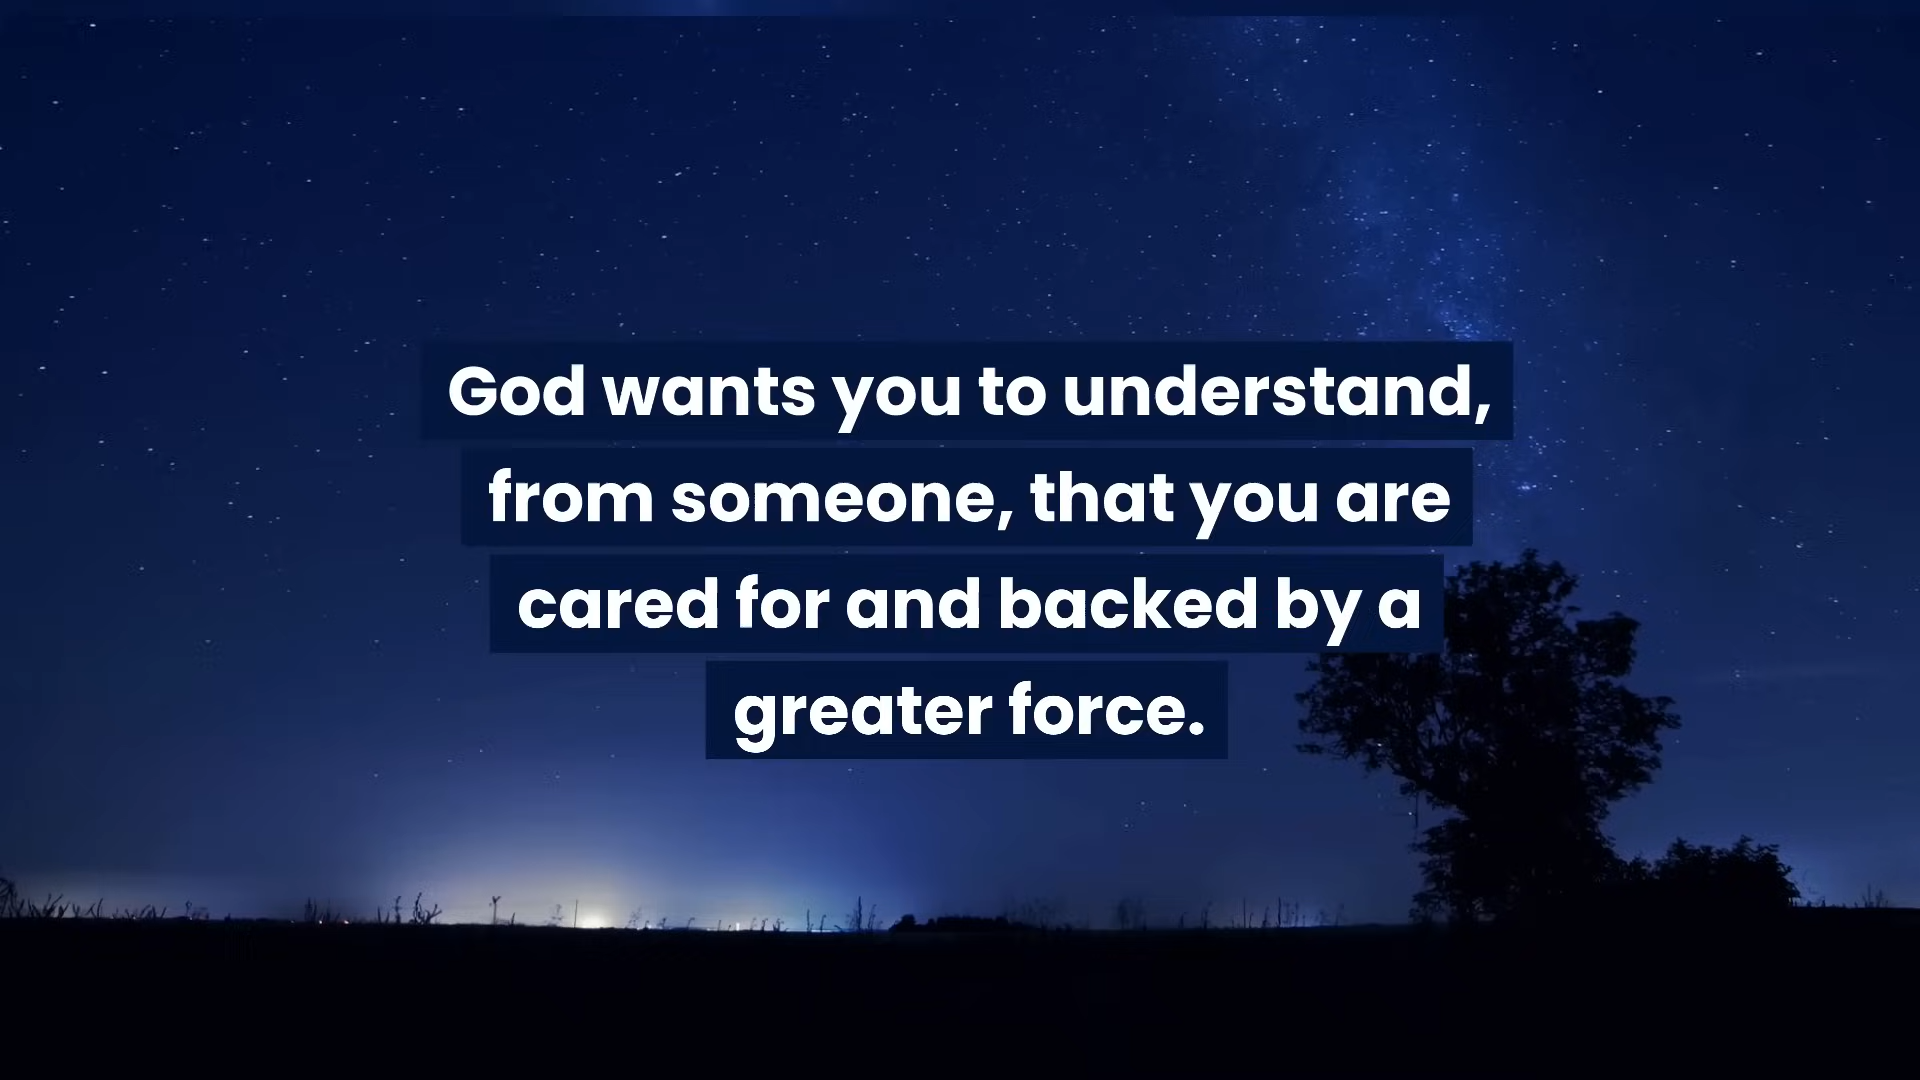 God wants you to understand,
from someone, that you are
cared for and backed by a
greater force.